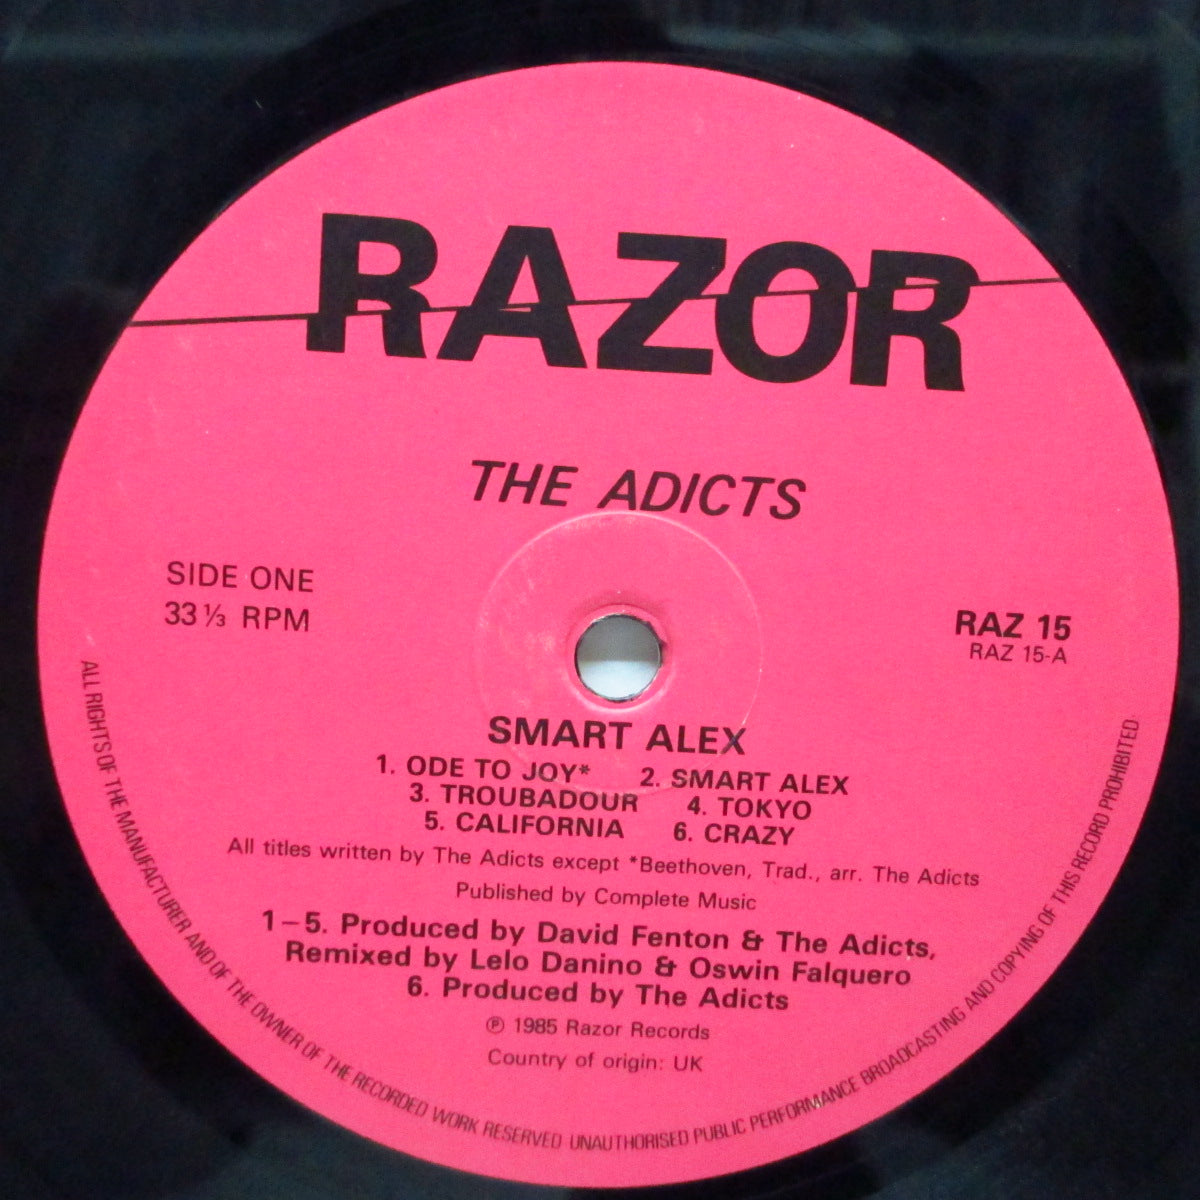 RAZOR
THE ADICTS
SIDE ONE
33⅓ RPM
RAZ 15
RAZ 15-A
SMART ALEX
1. ODE TO JOY* 2. SMART ALEX
3. TROUBADOUR 4. TOKYO
5. CALIFORNIA 6. CRAZY
All titles written by The Adicts except *Beethoven, Trad., arr. The Adicts
Published by Complete Music
1–5. Produced by David Fenton & The Adicts,
Remixed by Lelo Danino & Oswin Falquero
6. Produced by The Adicts
℗ 1985 Razor Records
Country of origin: UK
ALL RIGHTS OF THE MANUFACTURER AND OF THE OWNER OF THE RECORDED WORK RESERVED UNAUTHORISED PUBLIC PERFORMANCE BROADCASTING AND COPYING OF THIS RECORD PROHIBITED